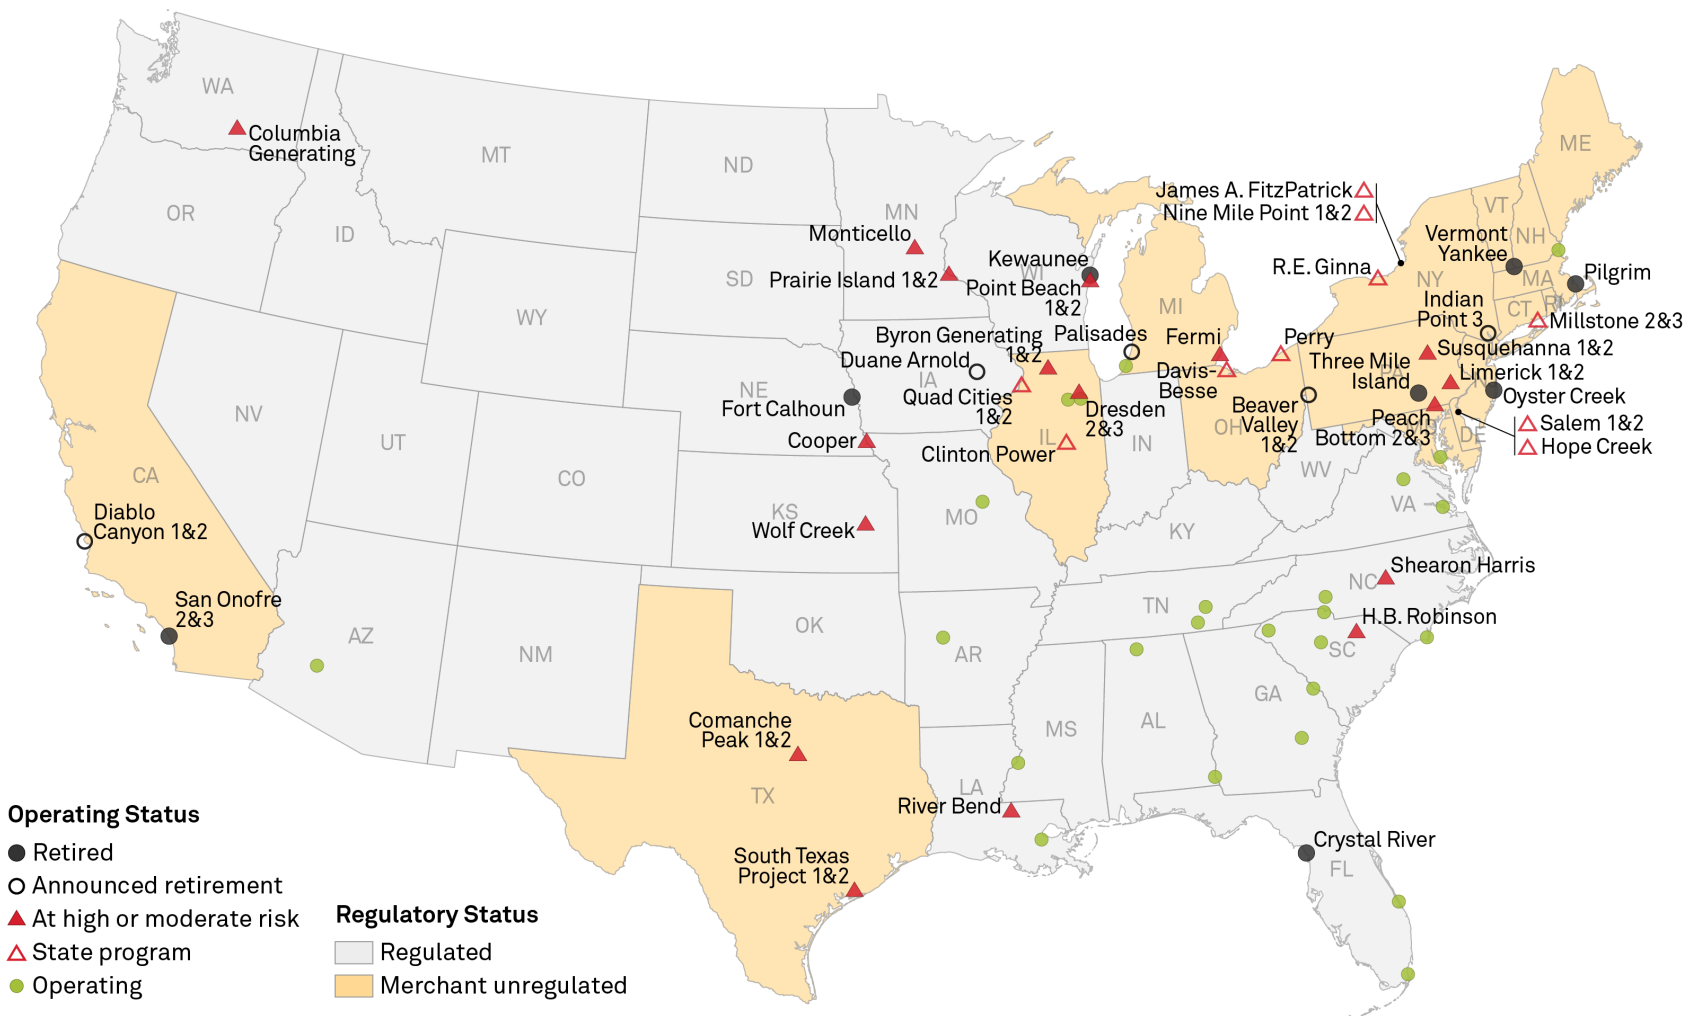 WA
Columbia
Generating
MT
ND
OR
ID
MN
Monticello
SD
Prairie Island 1&2
WI
Kewaunee
Point Beach
1&2
MI
WY
Byron Generating
1&2
Duane Arnold
IA
Palisades
Fermi
Davis-
Besse
Perry
James A. FitzPatrick
Nine Mile Point 1&2
R.E. Ginna
NY
Vermont
Yankee
VT
NH
ME
MA
Pilgrim
CT
RI
Indian
Point 3
Millstone 2&3
Three Mile
Island
PA
Susquehanna 1&2
Limerick 1&2
Oyster Creek
Salem 1&2
Hope Creek
Peach
Bottom 2&3
DE
Beaver
Valley
1&2
OH
NV
UT
NE
Fort Calhoun
Quad Cities
1&2
Dresden
2&3
IL
IN
Cooper
Clinton Power
WV
CA
CO
KS
Wolf Creek
MO
KY
VA
Diablo
Canyon 1&2
San Onofre
2&3
AZ
NM
OK
AR
TN
NC
Shearon Harris
H.B. Robinson
SC
GA
AL
MS
Comanche
Peak 1&2
TX
LA
River Bend
South Texas
Project 1&2
Crystal River
FL
Operating Status
Retired
Announced retirement
At high or moderate risk
State program
Operating
Regulatory Status
Regulated
Merchant unregulated